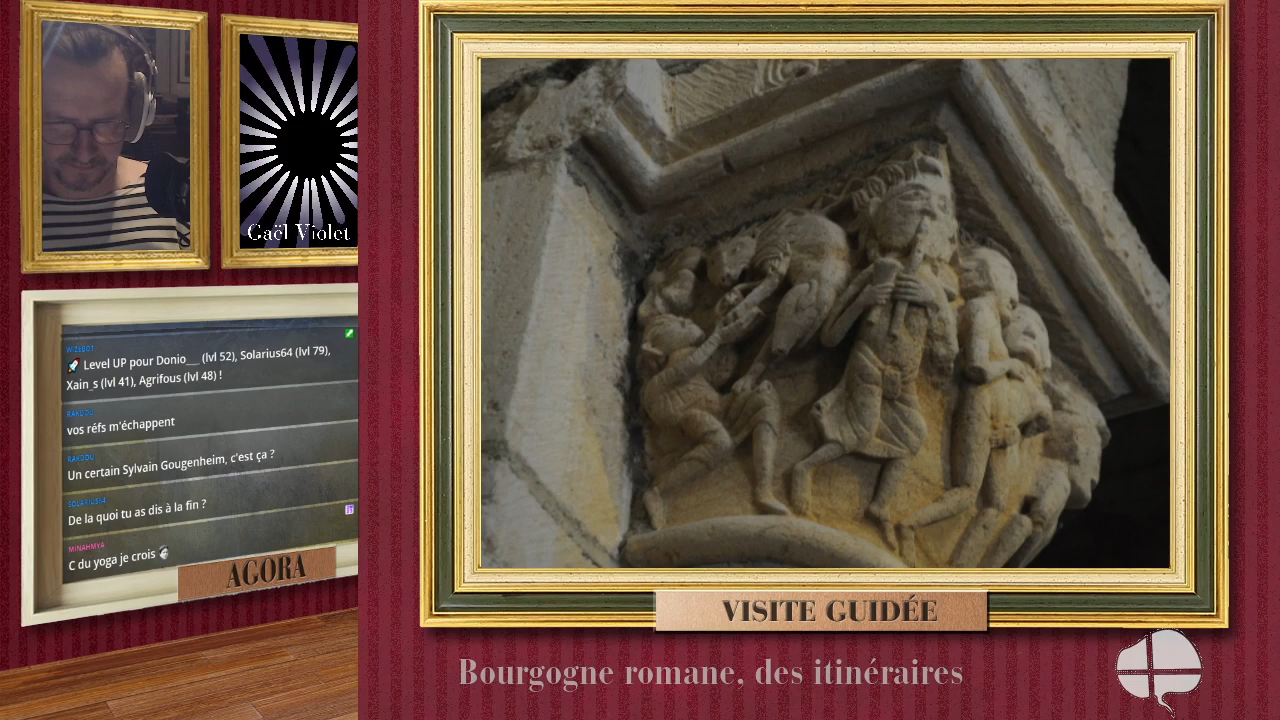 Gaël Violet
WIZEBOT
Level UP pour Donio__ (lvl 52), Solarius64 (lvl 79),
Xain_s (lvl 41), Agrifous (lvl 48) !
vos réfs m'échappent
Un certain Sylvain Gougenheim, c'est ça ?
SOLARIUS64
De la quoi tu as dis à la fin ?
MINAHMYA
C du yoga je crois
AGORA
VISITE GUIDÉE
Bourgogne romane, des itinéraires